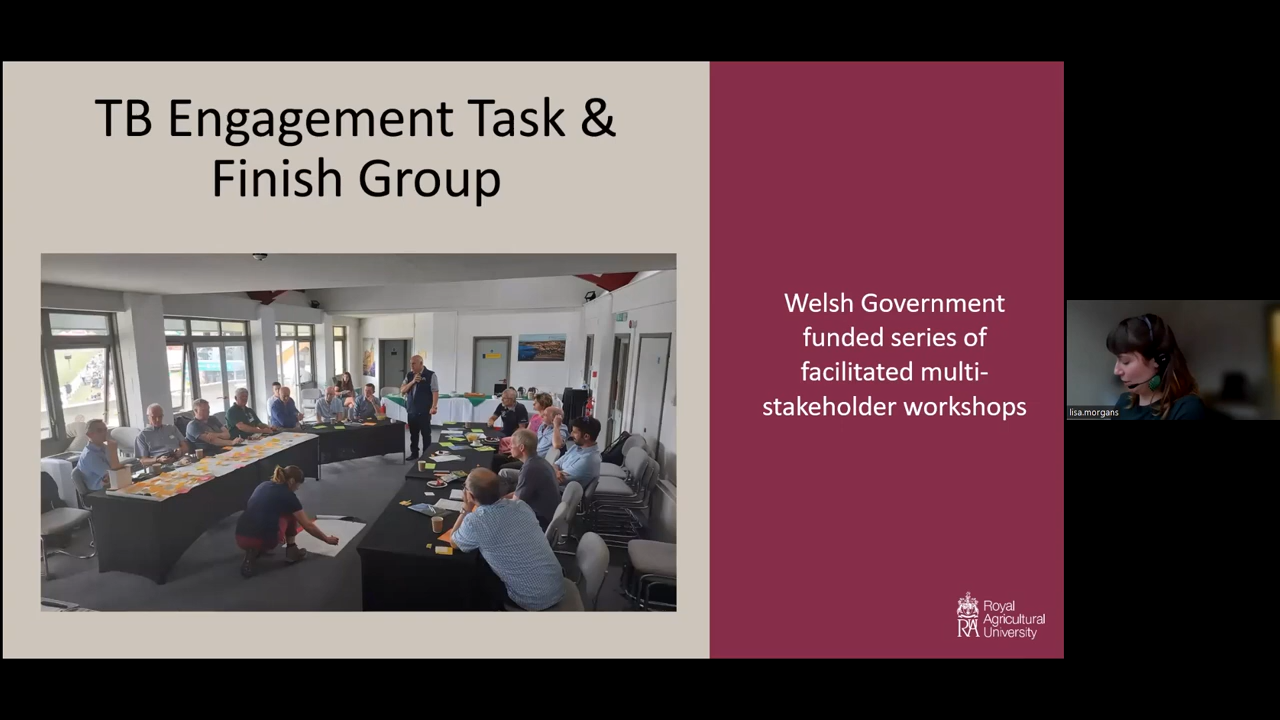 TB Engagement Task &
Finish Group
Welsh Government
funded series of
facilitated multi-
stakeholder workshops
Royal
Agricultural
University
lisa.morgans